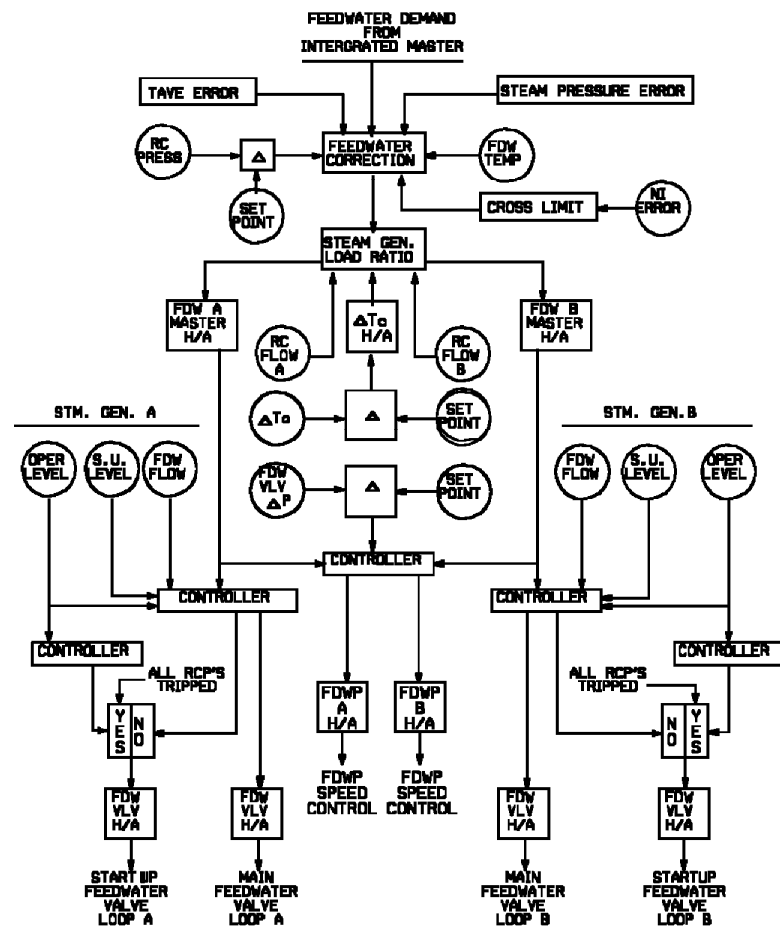 FEEDWATER DEMAND
FROM
INTERGRATED MASTER
TAVE ERROR
STEAM PRESSURE ERROR
RC
PRESS
Δ
FEEDWATER
CORRECTION
FDW
TEMP
SET
POINT
CROSS LIMIT
NI
ERROR
STEAM GEN.
LOAD RATIO
FDW A
MASTER
H/A
ΔTc
H/A
FDW B
MASTER
H/A
RC
FLOW
A
RC
FLOW
B
STM. GEN. A
ΔTc
Δ
SET
POINT
STM. GEN.B
OPER
LEVEL
S.U.
LEVEL
FDW
FLOW
FDW
VLV
ΔP
Δ
SET
POINT
FDW
FLOW
S.U.
LEVEL
OPER
LEVEL
CONTROLLER
CONTROLLER
CONTROLLER
CONTROLLER
CONTROLLER
ALL RCP'S
TRIPPED
ALL RCP'S
TRIPPED
YES
NO
FDWP
A
H/A
FDWP
B
H/A
NO
YES
FDWP
SPEED
CONTROL
FDWP
SPEED
CONTROL
FDW
VLV
H/A
FDW
VLV
H/A
FDW
VLV
H/A
FDW
VLV
H/A
START UP
FEEDWATER
VALVE
LOOP A
MAIN
FEEDWATER
VALVE
LOOP A
MAIN
FEEDWATER
VALVE
LOOP B
STARTUP
FEEDWATER
VALVE
LOOP B